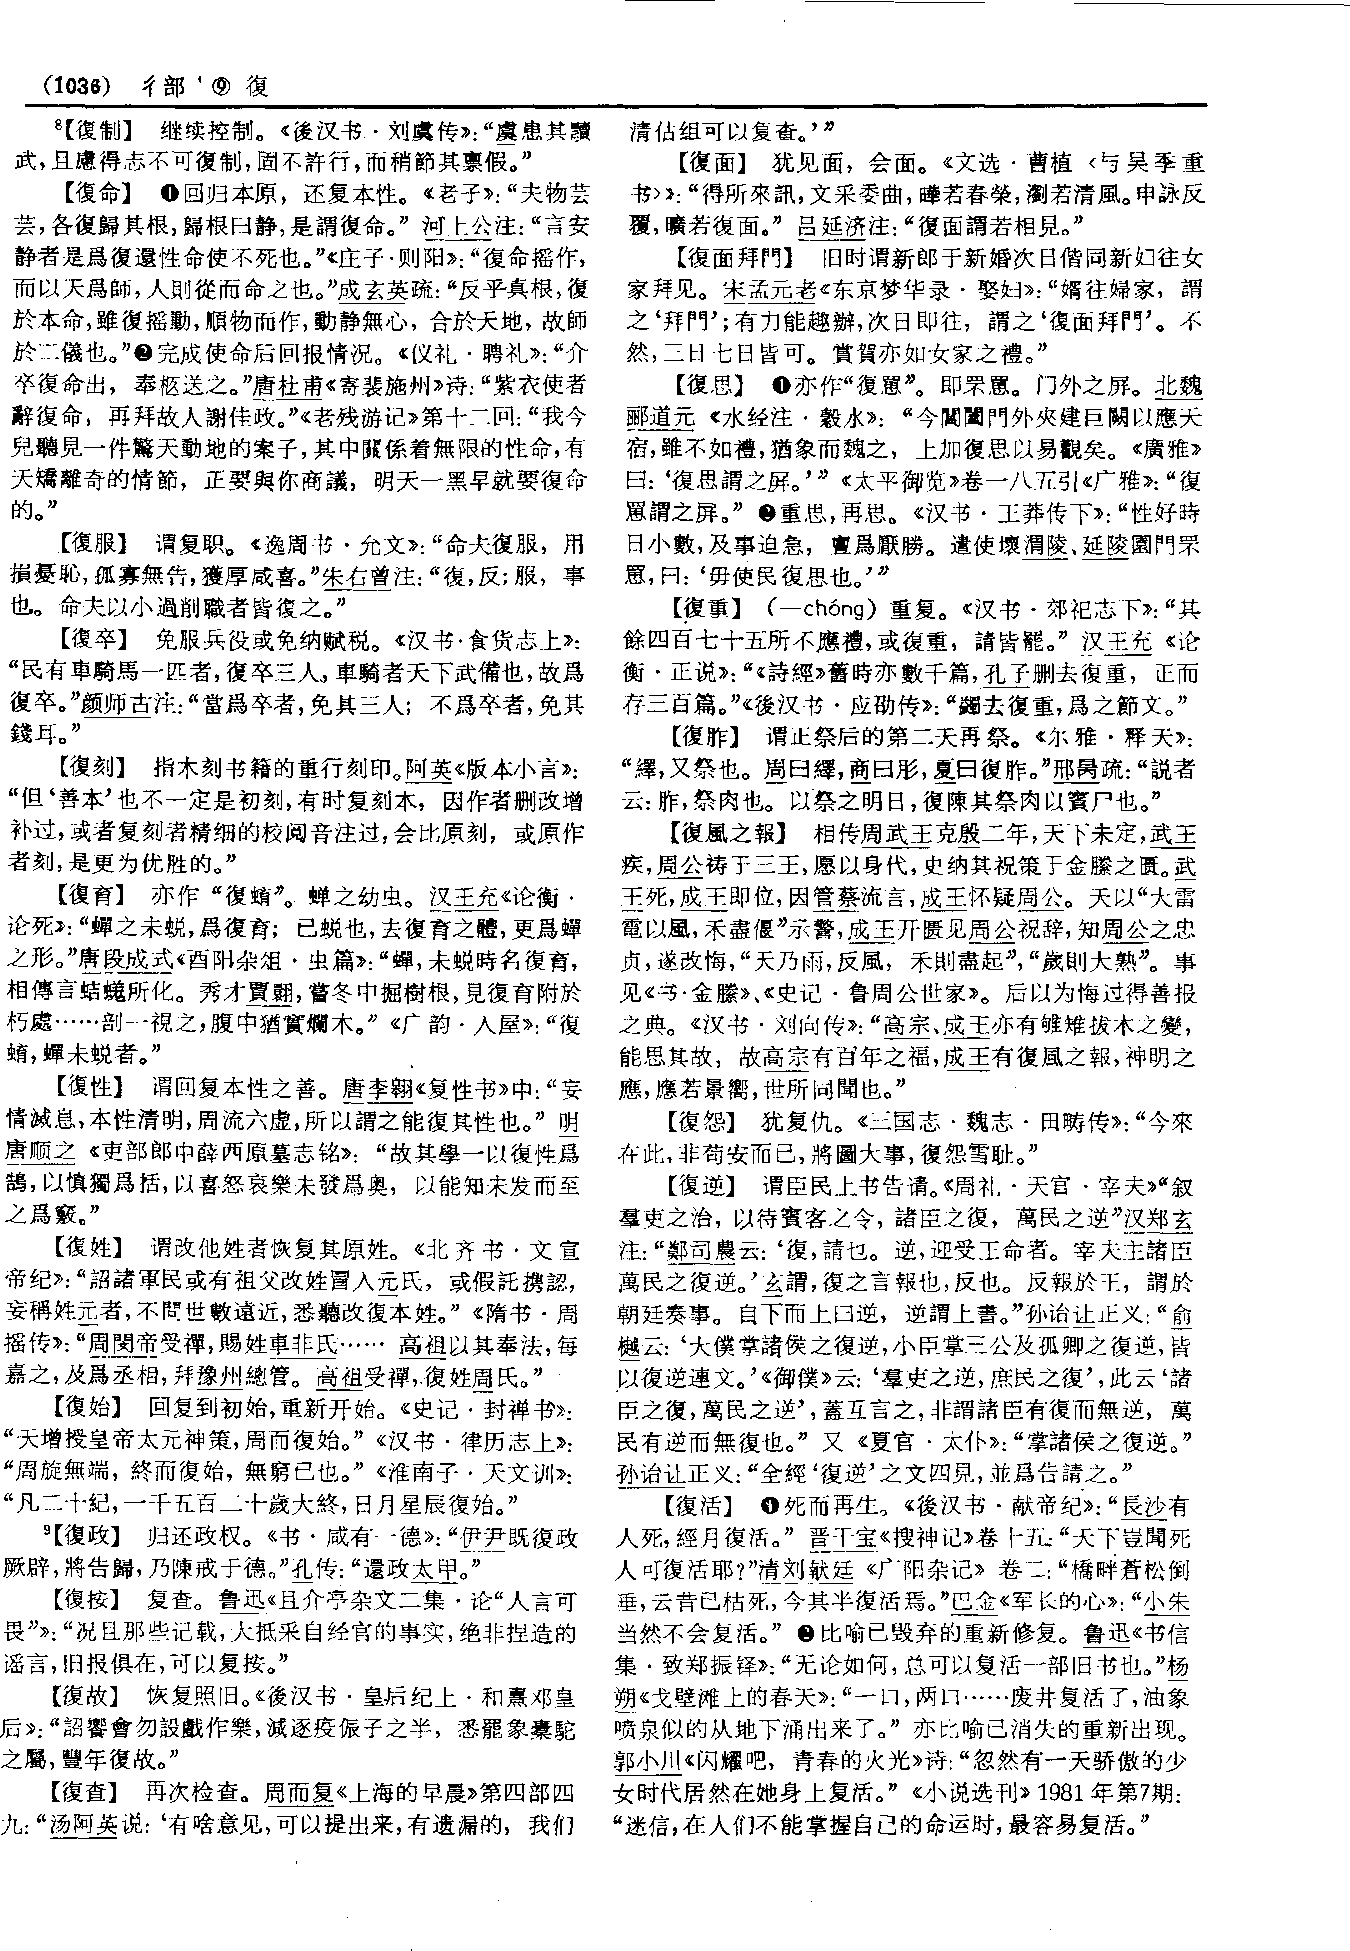 (1036) 彳部 ⑨ 復
⁸【復制】 继续控制。《後汉书·刘虞传》：“虞患其黷
武，且慮得志不可復制，固不許行，而稍節其稟假。”
【復命】 ❶回归本原，还复本性。《老子》：“夫物芸
芸，各復歸其根，歸根曰静，是謂復命。” 河上公注：“言安
静者是爲復還性命使不死也。”《庄子·则阳》：“復命摇作，
而以天爲師，人則從而命之也。”成玄英疏：“反乎真根，復
於本命，雖復摇動，順物而作，動静無心，合於天地，故師
於二儀也。”❷完成使命后回报情况。《仪礼·聘礼》：“介
卒復命出，奉柩送之。”唐杜甫《寄裴施州》诗：“紫衣使者
辭復命，再拜故人謝佳政。”《老残游记》第十二回：“我今
兒聽見一件驚天動地的案子，其中關係着無限的性命，有
夭矯離奇的情節，正要與你商議，明天一黑早就要復命
的。”
【復服】 谓复职。《逸周书·允文》：“命夫復服，用
損憂恥，孤寡無告，獲厚咸喜。”朱右曾注：“復，反；服，事
也。命夫以小過削職者皆復之。”
【復卒】 免服兵役或免纳赋税。《汉书·食货志上》：
“民有車騎馬一匹者，復卒三人，車騎者天下武備也，故爲
復卒。”颜师古注：“當爲卒者，免其三人；不爲卒者，免其
錢耳。”
【復刻】 指木刻书籍的重行刻印。阿英《版本小言》：
“但‘善本’也不一定是初刻，有时复刻本，因作者删改增
补过，或者复刻者精细的校阅音注过，会比原刻，或原作
者刻，是更为优胜的。”
【復育】 亦作“復蜟”。蝉之幼虫。汉王充《论衡·
论死》：“蟬之未蜕，爲復育；已蜕也，去復育之體，更爲蟬
之形。”唐段成式《酉阳杂俎·虫篇》：“蟬，未蜕時名復育，
相傳言蛣蜣所化。秀才賈翾，嘗冬中掘樹根，見復育附於
朽處……剖一視之，腹中猶實爛木。”《广韵·入屋》：“復
蜟，蟬未蜕者。”
【復性】 谓回复本性之善。唐李翱《复性书》中：“妄
情滅息，本性清明，周流六虚，所以謂之能復其性也。” 明
唐顺之《吏部郎中薛西原墓志铭》：“故其學一以復性爲
鵠，以慎獨爲括，以喜怒哀樂未發爲奥，以能知未发而至
之爲竅。”
【復姓】 谓改他姓者恢复其原姓。《北齐书·文宣
帝纪》：“詔諸軍民或有祖父改姓冒入元氏，或假託携認，
妄稱姓元者，不問世數遠近，悉聽改復本姓。”《隋书·周
摇传》：“周閔帝受禪，賜姓車非氏…… 高祖以其奉法，每
嘉之，及爲丞相，拜豫州總管。高祖受禪，復姓周氏。”
【復始】 回复到初始，重新开始。《史记·封禅书》：
“天增授皇帝太元神策，周而復始。”《汉书·律历志上》：
“周旋無端，終而復始，無窮已也。”《淮南子·天文训》：
“凡二十紀，一千五百二十歲大終，日月星辰復始。”
⁹【復政】 归还政权。《书·咸有一德》：“伊尹既復政
厥辟，將告歸，乃陳戒于德。”孔传：“還政太甲。”
【復按】 复查。鲁迅《且介亭杂文二集·论“人言可
畏”》：“况且那些记载，大抵采自经官的事实，绝非捏造的
谣言，旧报俱在，可以复按。”
【復故】 恢复照旧。《後汉书·皇后纪上·和熹邓皇
后》：“詔饗會勿設戲作樂，減逐疫侲子之半，悉罷象橐駝
之屬，豐年復故。”
【復查】 再次检查。周而复《上海的早晨》第四部四
九：“汤阿英说：‘有啥意见，可以提出来，有遗漏的，我们
清估组可以复查。’”
【復面】 犹见面，会面。《文选·曹植〈与吴季重
书〉》：“得所來訊，文采委曲，曄若春榮，瀏若清風。申詠反
覆，曠若復面。” 吕延济注：“復面謂若相見。”
【復面拜門】 旧时谓新郎于新婚次日偕同新妇往女
家拜见。宋孟元老《东京梦华录·娶妇》：“婿往婦家，謂
之‘拜門’；有力能趣辦，次日即往，謂之‘復面拜門’。不
然，三日七日皆可。賞賀亦如女家之禮。”
【復思】 ❶亦作“復罳”。即罘罳。门外之屏。北魏
郦道元《水经注·穀水》：“今閶闔門外夾建巨闕以應天
宿，雖不如禮，猶象而魏之，上加復思以易觀矣。《廣雅》
曰：‘復思謂之屏。’”《太平御览》卷一八五引《广雅》：“復
罳謂之屏。”❷重思，再思。《汉书·王莽传下》：“性好時
日小數，及事迫急，亶爲厭勝。遣使壞渭陵、延陵園門罘
罳，曰：‘毋使民復思也。’”
【復重】（—chóng）重复。《汉书·郊祀志下》：“其
餘四百七十五所不應禮，或復重，請皆罷。” 汉王充《论
衡·正说》：“《詩經》舊時亦數千篇，孔子删去復重，正而
存三百篇。”《後汉书·应劭传》：“蠲去復重，爲之節文。”
【復胙】 谓正祭后的第二天再祭。《尔雅·释天》：
“繹，又祭也。周曰繹，商曰肜，夏曰復胙。”邢昺疏：“説者
云：胙，祭肉也。以祭之明日，復陳其祭肉以賓尸也。”
【復風之報】 相传周武王克殷二年，天下未定，武王
疾，周公祷于三王，愿以身代，史纳其祝策于金縢之匮。武
王死，成王即位，因管蔡流言，成王怀疑周公。天以“大雷
電以風，禾盡偃”示警，成王开匮见周公祝辞，知周公之忠
贞，遂改悔，“天乃雨，反風，禾則盡起”，“歲則大熟”。事
见《书·金縢》、《史记·鲁周公世家》。后以为悔过得善报
之典。《汉书·刘向传》：“高宗、成王亦有雊雉拔木之變，
能思其故，故高宗有百年之福，成王有復風之報，神明之
應，應若景嚮，世所同聞也。”
【復怨】 犹复仇。《三国志·魏志·田畴传》：“今來
在此，非苟安而已，將圖大事，復怨雪耻。”
【復逆】 谓臣民上书告请。《周礼·天官·宰夫》“叙
羣吏之治，以待賓客之令，諸臣之復，萬民之逆”汉郑玄
注：“鄭司農云：‘復，請也。逆，迎受王命者。宰夫主諸臣
萬民之復逆。’玄謂，復之言報也，反也。反報於王，謂於
朝廷奏事。自下而上曰逆，逆謂上書。”孙诒让正义：“俞
樾云：‘大僕掌諸侯之復逆，小臣掌三公及孤卿之復逆，皆
以復逆連文。’《御僕》云：‘羣吏之逆，庶民之復’，此云‘諸
臣之復，萬民之逆’，蓋互言之，非謂諸臣有復而無逆，萬
民有逆而無復也。” 又《夏官·太仆》：“掌諸侯之復逆。”
孙诒让正义：“全經‘復逆’之文四見，並爲告請之。”
【復活】 ❶死而再生。《後汉书·献帝纪》：“長沙有
人死，經月復活。” 晋干宝《搜神记》卷十五：“天下豈聞死
人可復活耶？”清刘献廷《广阳杂记》卷二：“橋畔蒼松倒
垂，云昔已枯死，今其半復活焉。”巴金《军长的心》：“小朱
当然不会复活。”❷比喻已毁弃的重新修复。鲁迅《书信
集·致郑振铎》：“无论如何，总可以复活一部旧书也。”杨
朔《戈壁滩上的春天》：“一口，两口……废井复活了，油象
喷泉似的从地下涌出来了。” 亦比喻已消失的重新出现。
郭小川《闪耀吧，青春的火光》诗：“忽然有一天骄傲的少
女时代居然在她身上复活。”《小说选刊》1981年第7期：
“迷信，在人们不能掌握自己的命运时，最容易复活。”